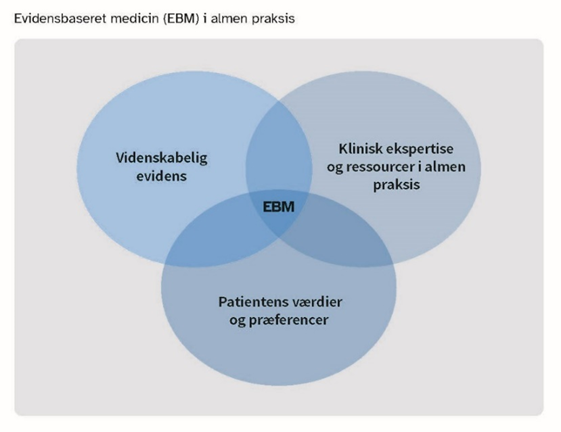 Evidensbaseret medicin (EBM) i almen praksis
Videnskabelig
evidens
Klinisk ekspertise
og ressourcer i almen
praksis
EBM
Patientens værdier
og præferencer